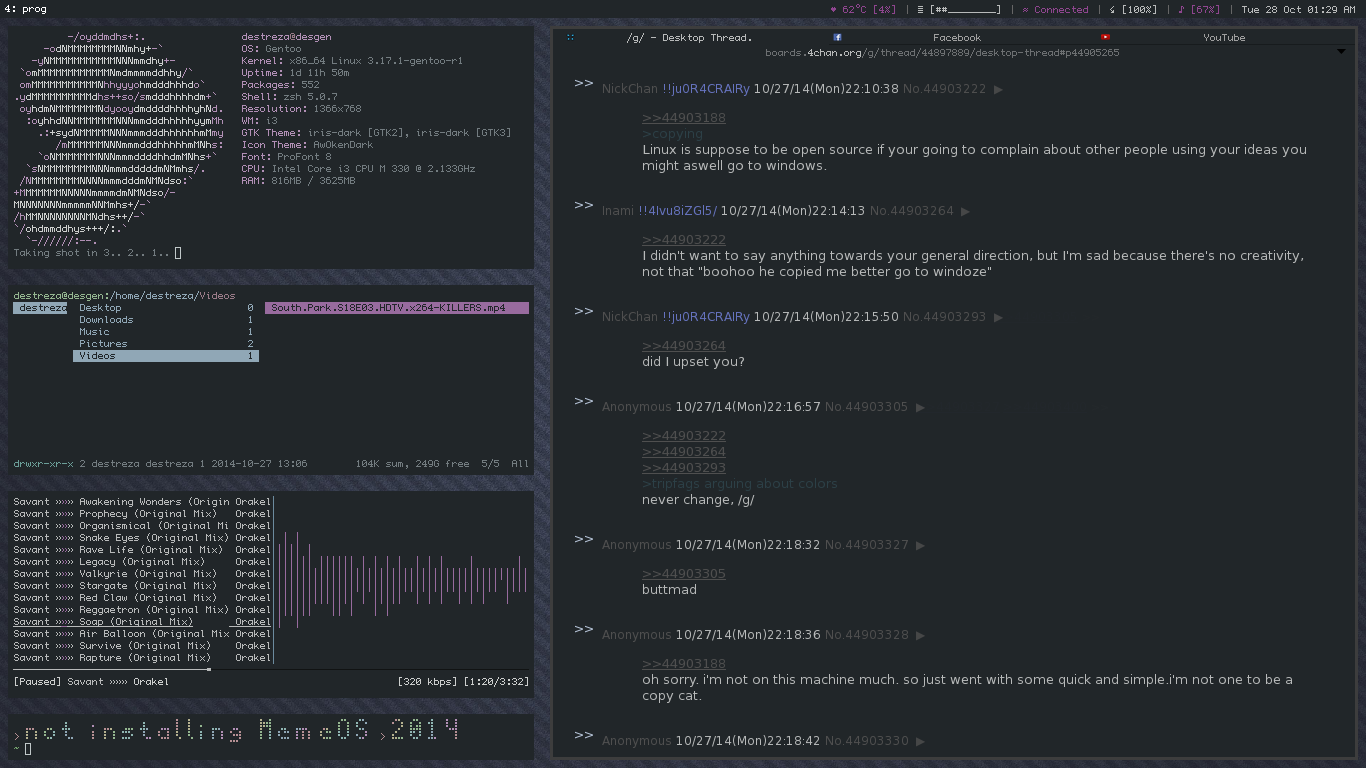 4: prog
♥ 62°C [4%] | ≣ [##________] | ≈ Connected | [100%] | ♪ [67%] | Tue 28 Oct 01:29 AM
destreza@desgen
OS: Gentoo
Kernel: x86_64 Linux 3.17.1-gentoo-r1
Uptime: 1d 11h 50m
Packages: 552
Shell: zsh 5.0.7
Resolution: 1366x768
WM: i3
GTK Theme: iris-dark [GTK2], iris-dark [GTK3]
Icon Theme: AwOkenDark
Font: ProFont 8
CPU: Intel Core i3 CPU M 330 @ 2.133GHz
RAM: 816MB / 3625MB
Taking shot in 3.. 2.. 1..
destreza@desgen:/home/destreza/Videos
destreza Desktop 0 South.Park.S18E03.HDTV.x264-KILLERS.mp4
Downloads 1
Music 1
Pictures 2
Videos 1
drwxr-xr-x 2 destreza destreza 1 2014-10-27 13:06 104K sum, 249G free 5/5 All
Savant »»» Awakening Wonders (Origin Orakel
Savant »»» Prophecy (Original Mix) Orakel
Savant »»» Organismical (Original Mi Orakel
Savant »»» Snake Eyes (Original Mix) Orakel
Savant »»» Rave Life (Original Mix) Orakel
Savant »»» Legacy (Original Mix) Orakel
Savant »»» Valkyrie (Original Mix) Orakel
Savant »»» Stargate (Original Mix) Orakel
Savant »»» Red Claw (Original Mix) Orakel
Savant »»» Reggaetron (Original Mix) Orakel
Savant »»» Soap (Original Mix) Orakel
Savant »»» Air Balloon (Original Mix Orakel
Savant »»» Survive (Original Mix) Orakel
Savant »»» Rapture (Original Mix) Orakel
[Paused] Savant »»» Orakel [320 kbps] [1:20/3:32]
>not installing MemeOS >2014
~
/g/ - Desktop Thread. Facebook YouTube
boards.4chan.org/g/thread/44897889/desktop-thread#p44905265
>> NickChan !!ju0R4CRAIRy 10/27/14(Mon)22:10:38 No.44903222 ▶
>>44903188
>copying
Linux is suppose to be open source if your going to complain about other people using your ideas you
might aswell go to windows.
>> Inami !!4lvu8iZGl5/ 10/27/14(Mon)22:14:13 No.44903264 ▶
>>44903222
I didn't want to say anything towards your general direction, but I'm sad because there's no creativity,
not that "boohoo he copied me better go to windoze"
>> NickChan !!ju0R4CRAIRy 10/27/14(Mon)22:15:50 No.44903293 ▶
>>44903264
did I upset you?
>> Anonymous 10/27/14(Mon)22:16:57 No.44903305 ▶
>>44903222
>>44903264
>>44903293
>tripfags arguing about colors
never change, /g/
>> Anonymous 10/27/14(Mon)22:18:32 No.44903327 ▶
>>44903305
buttmad
>> Anonymous 10/27/14(Mon)22:18:36 No.44903328 ▶
>>44903188
oh sorry. i'm not on this machine much. so just went with some quick and simple.i'm not one to be a
copy cat.
>> Anonymous 10/27/14(Mon)22:18:42 No.44903330 ▶